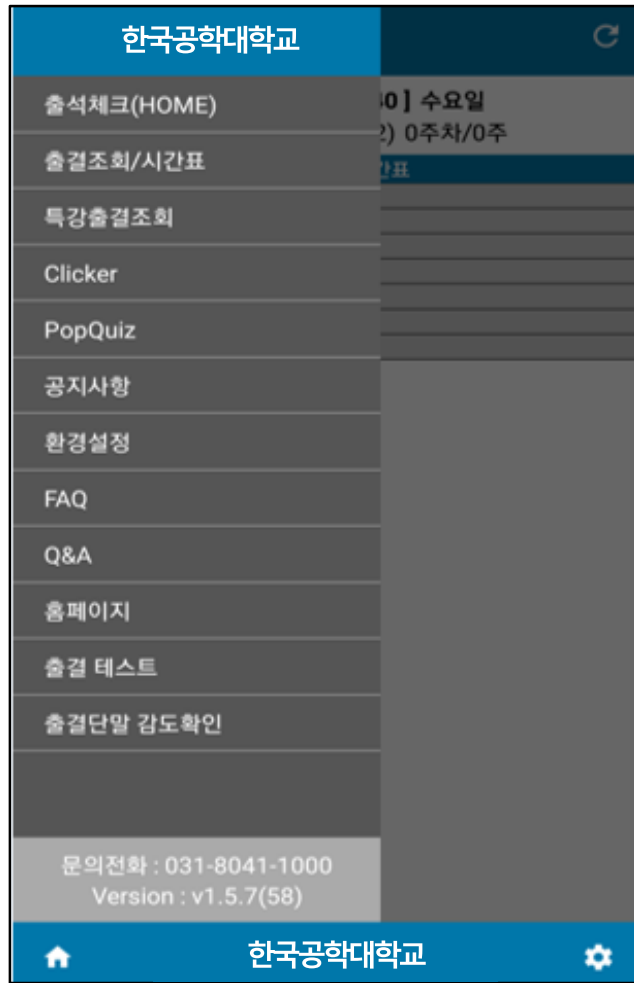 한국공학대학교
출석체크(HOME)
0 ] 수요일
2) 0주차/0주
출결조회/시간표
간표
특강출결조회
Clicker
PopQuiz
공지사항
환경설정
FAQ
Q&A
홈페이지
출결 테스트
출결단말 감도확인
문의전화 : 031-8041-1000
Version : v1.5.7(58)
한국공학대학교